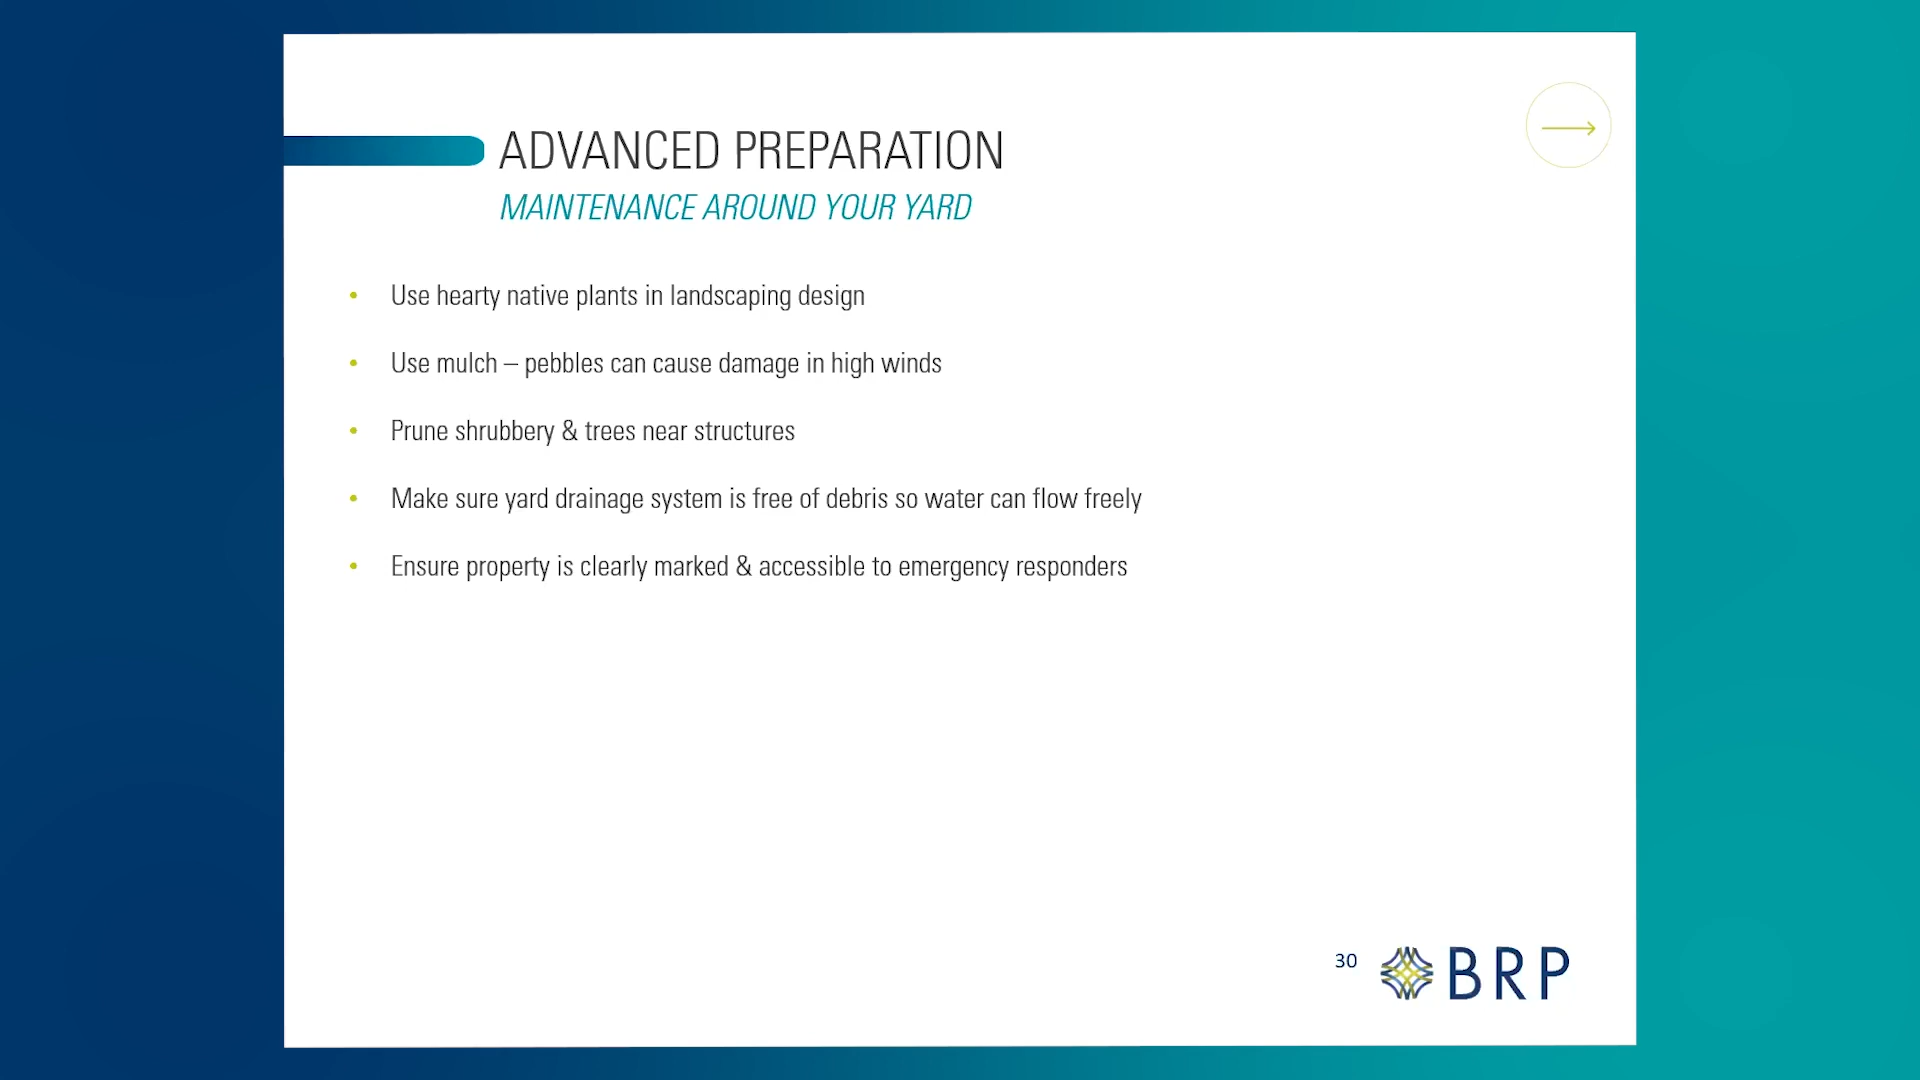 ADVANCED PREPARATION
MAINTENANCE AROUND YOUR YARD
• Use hearty native plants in landscaping design
• Use mulch – pebbles can cause damage in high winds
• Prune shrubbery & trees near structures
• Make sure yard drainage system is free of debris so water can flow freely
• Ensure property is clearly marked & accessible to emergency responders
30
BRP